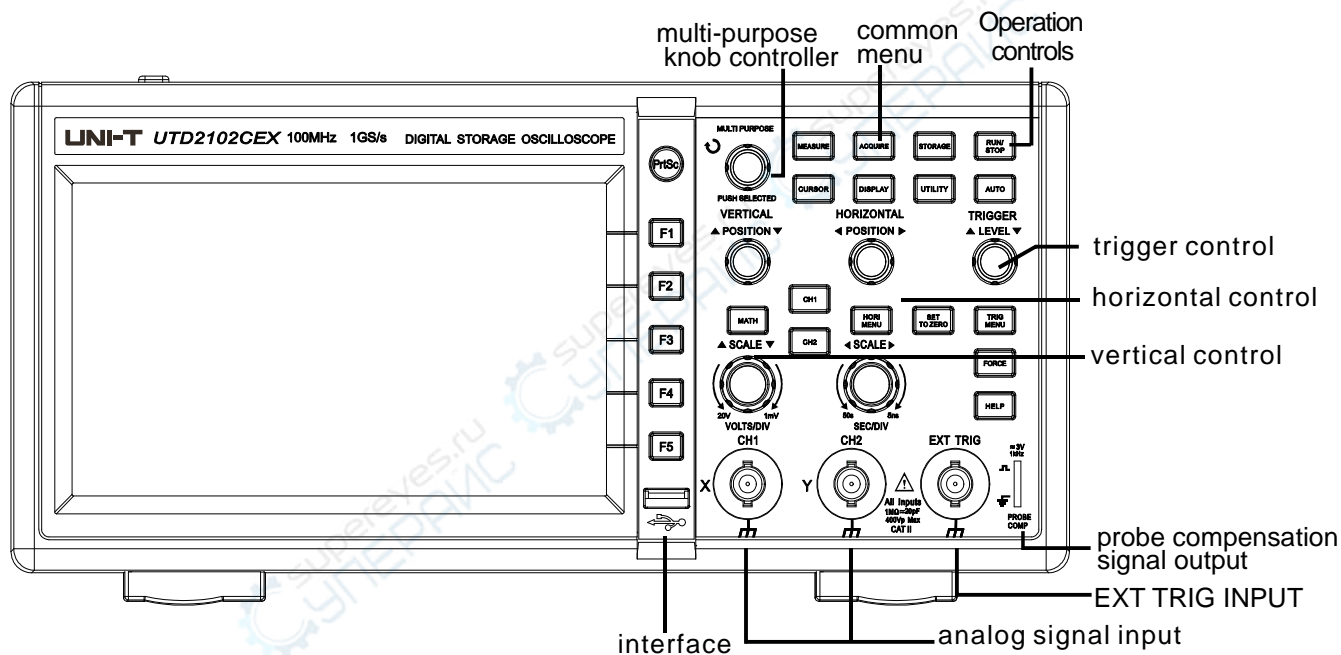 multi-purpose
knob controller
common
menu
Operation
controls
UNI-T UTD2102CEX 100MHz 1GS/s DIGITAL STORAGE OSCILLOSCOPE
MULTI PURPOSE
PUSH SELECTED
PrtSc
MEASURE
ACQUIRE
STORAGE
RUN/
STOP
CURSOR
DISPLAY
UTILITY
AUTO
VERTICAL
▲ POSITION ▼
HORIZONTAL
◄ POSITION ►
TRIGGER
▲ LEVEL ▼
trigger control
horizontal control
vertical control
F1
F2
F3
F4
F5
CH1
CH2
MATH
HORI
MENU
SET
TO ZERO
TRIG
MENU
FORCE
HELP
▲ SCALE ▼
◄ SCALE ►
20V 1mV
VOLTS/DIV
50s 5ns
SEC/DIV
CH1
CH2
EXT TRIG
X
Y
All Inputs
1MΩ≂20pF
400Vp Max
CAT II
≂3V
1kHz
PROBE
COMP
probe compensation
signal output
EXT TRIG INPUT
analog signal input
interface
supereyes.ru
СУПЕРАЙС